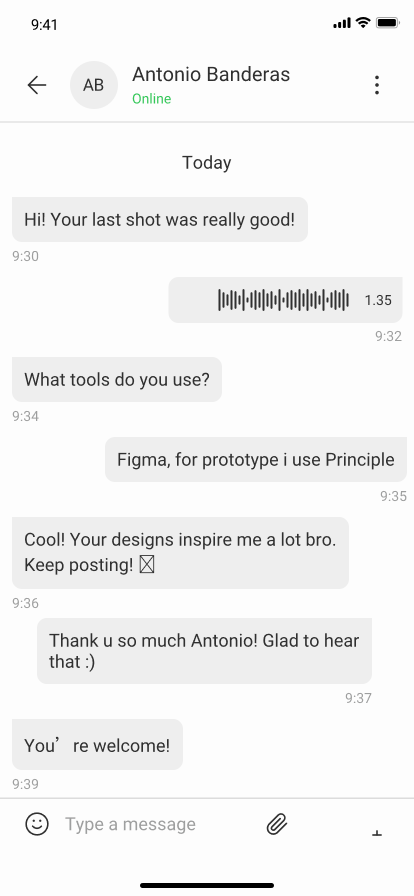 9:41
AB
Antonio Banderas
Online
Today
Hi! Your last shot was really good!
9:30
1.35
9:32
What tools do you use?
9:34
Figma, for prototype i use Principle
9:35
Cool! Your designs inspire me a lot bro.
Keep posting!
9:36
Thank u so much Antonio! Glad to hear
that :)
9:37
You’re welcome!
9:39
Type a message